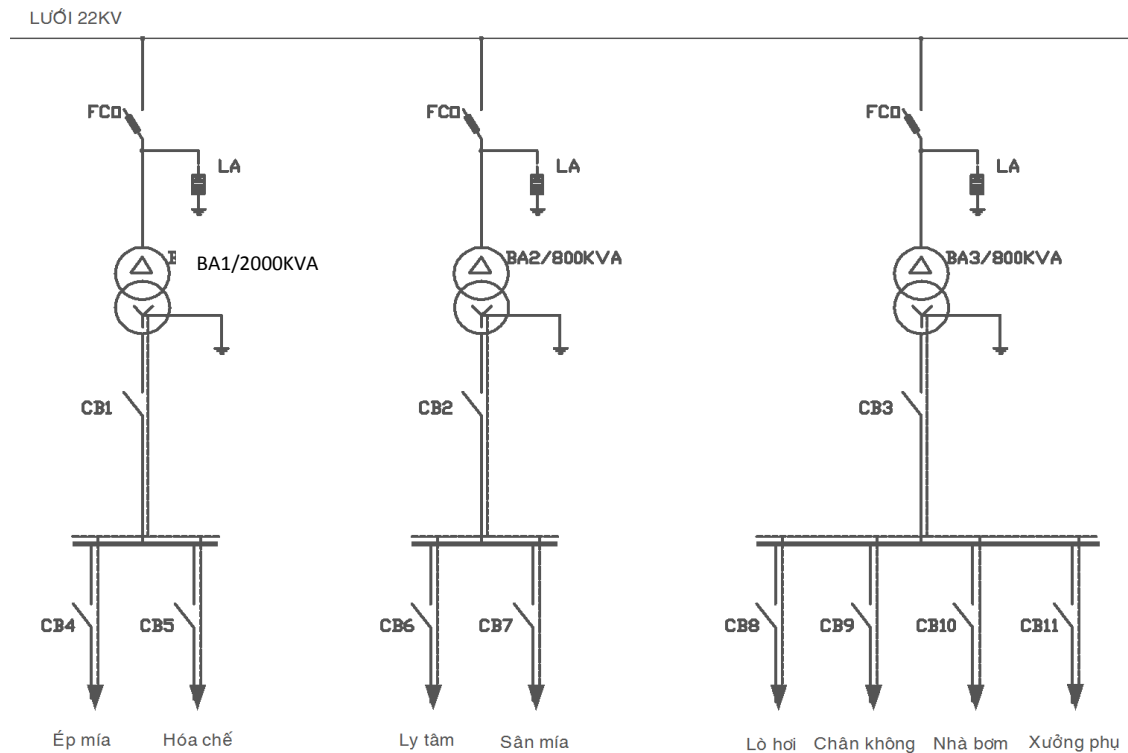 LƯỚI 22KV
FCO FCO FCO
LA LA LA
BA1/2000KVA BA2/800KVA BA3/800KVA
CB1 CB2 CB3
CB4 CB5 CB6 CB7 CB8 CB9 CB10 CB11
Ép mía Hóa chế Ly tâm Sân mía Lò hơi Chân không Nhà bơm Xưởng phụ